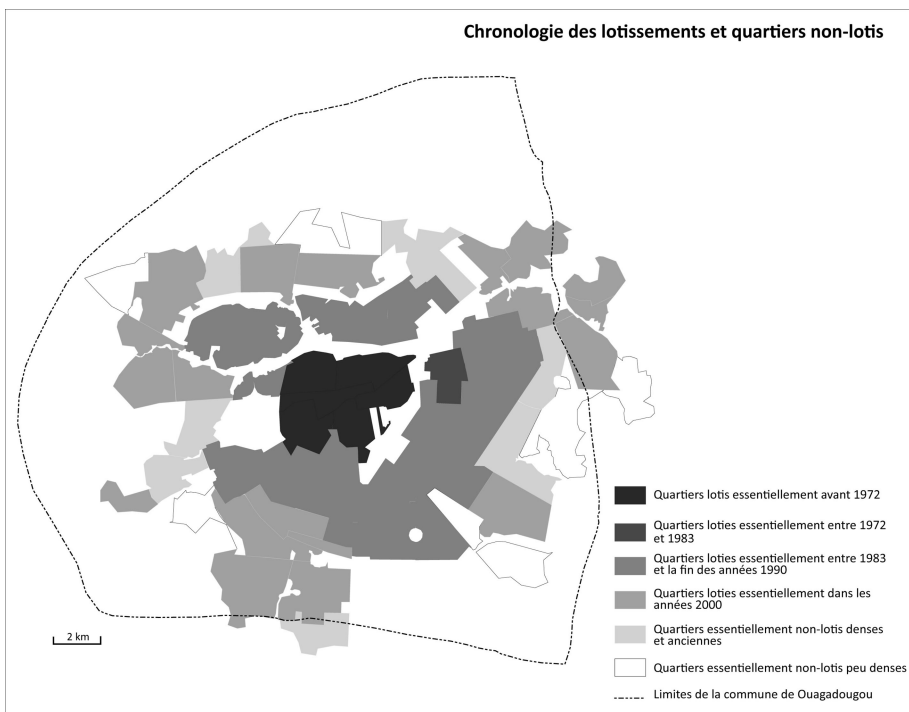 Chronologie des lotissements et quartiers non-lotis
Quartiers lotis essentiellement avant 1972
Quartiers loties essentiellement entre 1972
et 1983
Quartiers loties essentiellement entre 1983
et la fin des années 1990
Quartiers loties essentiellement dans les
années 2000
Quartiers essentiellement non-lotis denses
et anciennes
Quartiers essentiellement non-lotis peu denses
Limites de la commune de Ouagadougou
2 km